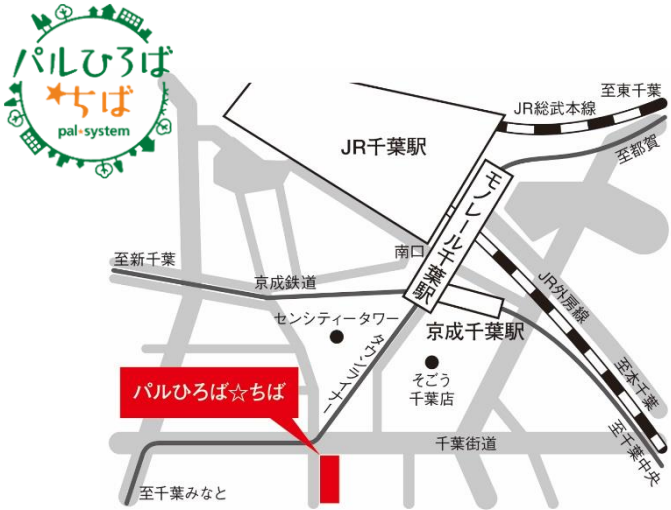 パルひろば
☆ちば
pal☆system
至東千葉
JR総武本線
JR千葉駅
至都賀
モノレール千葉駅
南口
至新千葉
京成鉄道
JR外房線
センシティータワー
京成千葉駅
タウンライナー
そごう
千葉店
至本千葉
パルひろば☆ちば
千葉街道
至千葉中央
至千葉みなと